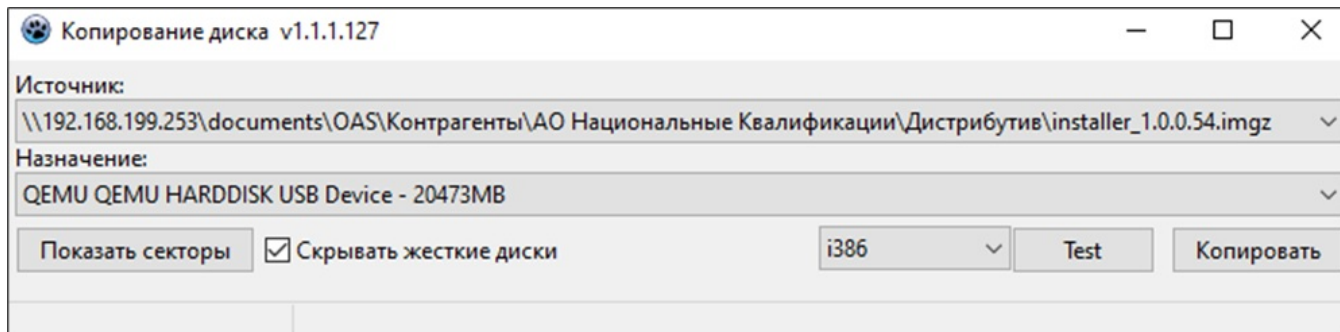 Копирование диска v1.1.1.127
Источник:
\\192.168.199.253\documents\OAS\Контрагенты\АО Национальные Квалификации\Дистрибутив\installer_1.0.0.54.imgz
Назначение:
QEMU QEMU HARDDISK USB Device - 20473MB
Показать секторы Скрывать жесткие диски i386 Test Копировать